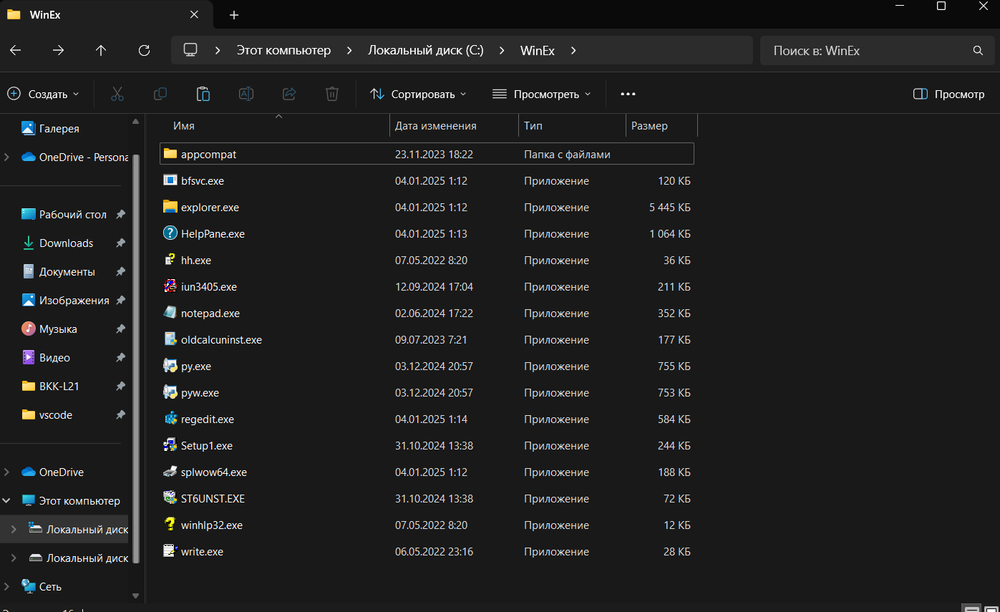 WinEx
Этот компьютер Локальный диск (C:) WinEx Поиск в: WinEx
Создать Сортировать Просмотреть Просмотр
Имя Дата изменения Тип Размер
Галерея
OneDrive - Persona
Рабочий стол
Downloads
Документы
Изображения
Музыка
Видео
BKK-L21
vscode
OneDrive
Этот компьютер
Локальный диск
Локальный диск
Сеть
appcompat 23.11.2023 18:22 Папка с файлами
bfsvc.exe 04.01.2025 1:12 Приложение 120 КБ
explorer.exe 04.01.2025 1:12 Приложение 5 445 КБ
HelpPane.exe 04.01.2025 1:13 Приложение 1 064 КБ
hh.exe 07.05.2022 8:20 Приложение 36 КБ
iun3405.exe 12.09.2024 17:04 Приложение 211 КБ
notepad.exe 02.06.2024 17:22 Приложение 352 КБ
oldcalcuninst.exe 09.07.2023 7:21 Приложение 177 КБ
py.exe 03.12.2024 20:57 Приложение 755 КБ
pyw.exe 03.12.2024 20:57 Приложение 753 КБ
regedit.exe 04.01.2025 1:14 Приложение 584 КБ
Setup1.exe 31.10.2024 13:38 Приложение 244 КБ
splwow64.exe 04.01.2025 1:12 Приложение 188 КБ
ST6UNST.EXE 31.10.2024 13:38 Приложение 72 КБ
winhlp32.exe 07.05.2022 8:20 Приложение 12 КБ
write.exe 06.05.2022 23:16 Приложение 28 КБ